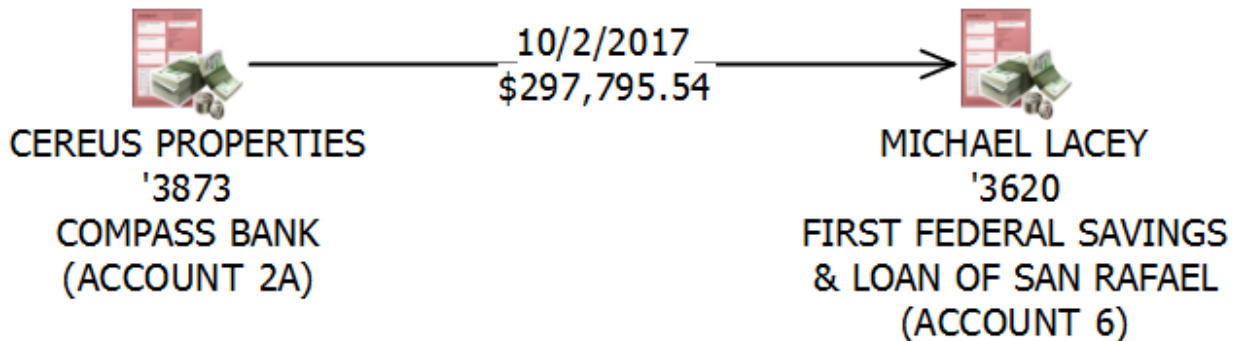 10/2/2017
$297,795.54
CEREUS PROPERTIES
'3873
COMPASS BANK
(ACCOUNT 2A)
MICHAEL LACEY
'3620
FIRST FEDERAL SAVINGS
& LOAN OF SAN RAFAEL
(ACCOUNT 6)